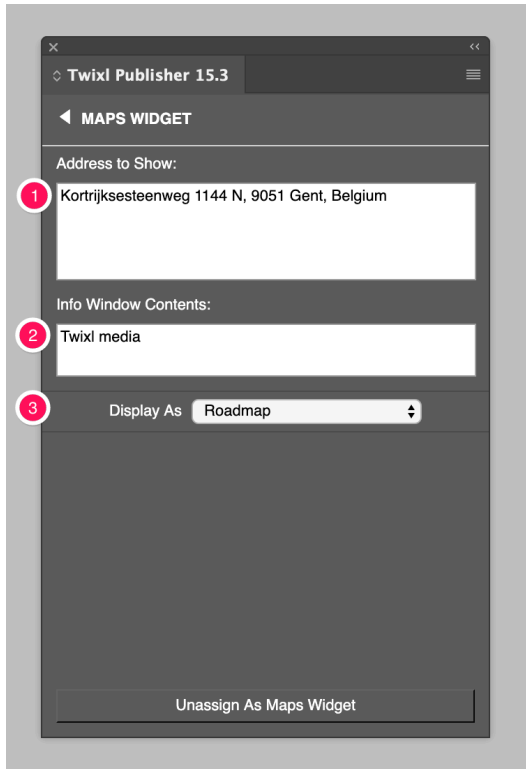 Twixl Publisher 15.3
MAPS WIDGET
Address to Show:
1
Kortrijksesteenweg 1144 N, 9051 Gent, Belgium
Info Window Contents:
2
Twixl media
3
Display As Roadmap
Unassign As Maps Widget